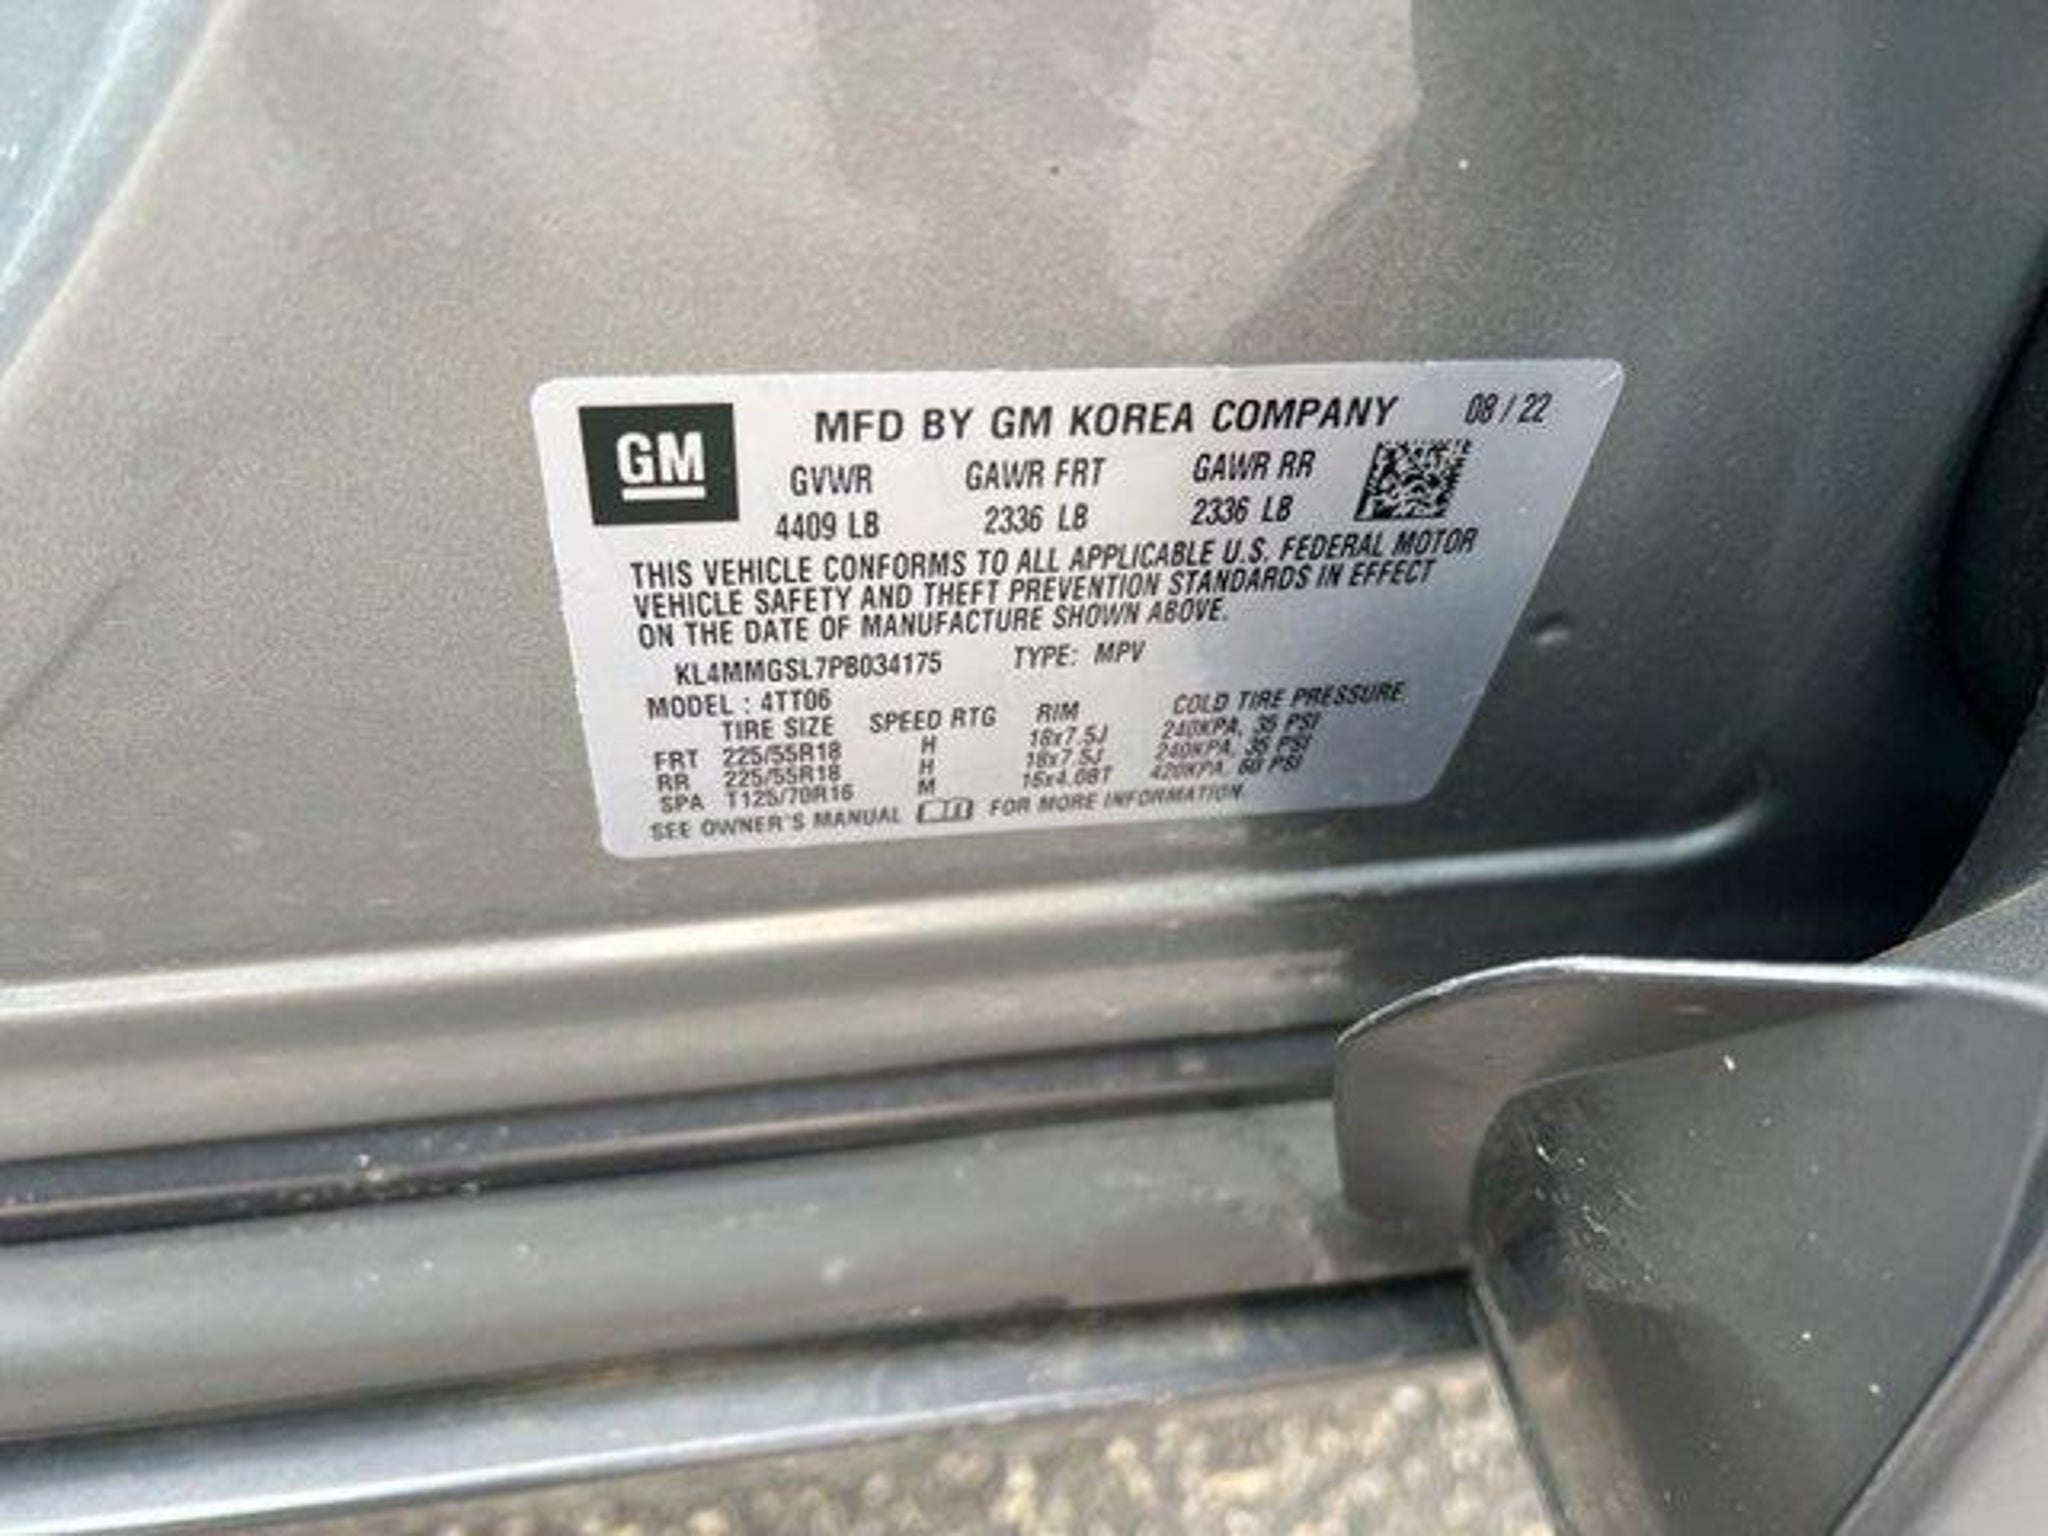 GM
MFD BY GM KOREA COMPANY 08/22
GVWR GAWR FRT GAWR RR
4409 LB 2336 LB 2336 LB
THIS VEHICLE CONFORMS TO ALL APPLICABLE U.S. FEDERAL MOTOR
VEHICLE SAFETY AND THEFT PREVENTION STANDARDS IN EFFECT
ON THE DATE OF MANUFACTURE SHOWN ABOVE.
KL4MMGSL7PB034175 TYPE: MPV
MODEL : 4TT06
TIRE SIZE SPEED RTG RIM COLD TIRE PRESSURE
FRT 225/55R18 H 18x7.5J 240KPA, 35 PSI
RR 225/55R18 H 18x7.5J 240KPA, 35 PSI
SPA T125/70R16 M 16x4.0BT 420KPA, 60 PSI
SEE OWNER'S MANUAL FOR MORE INFORMATION.